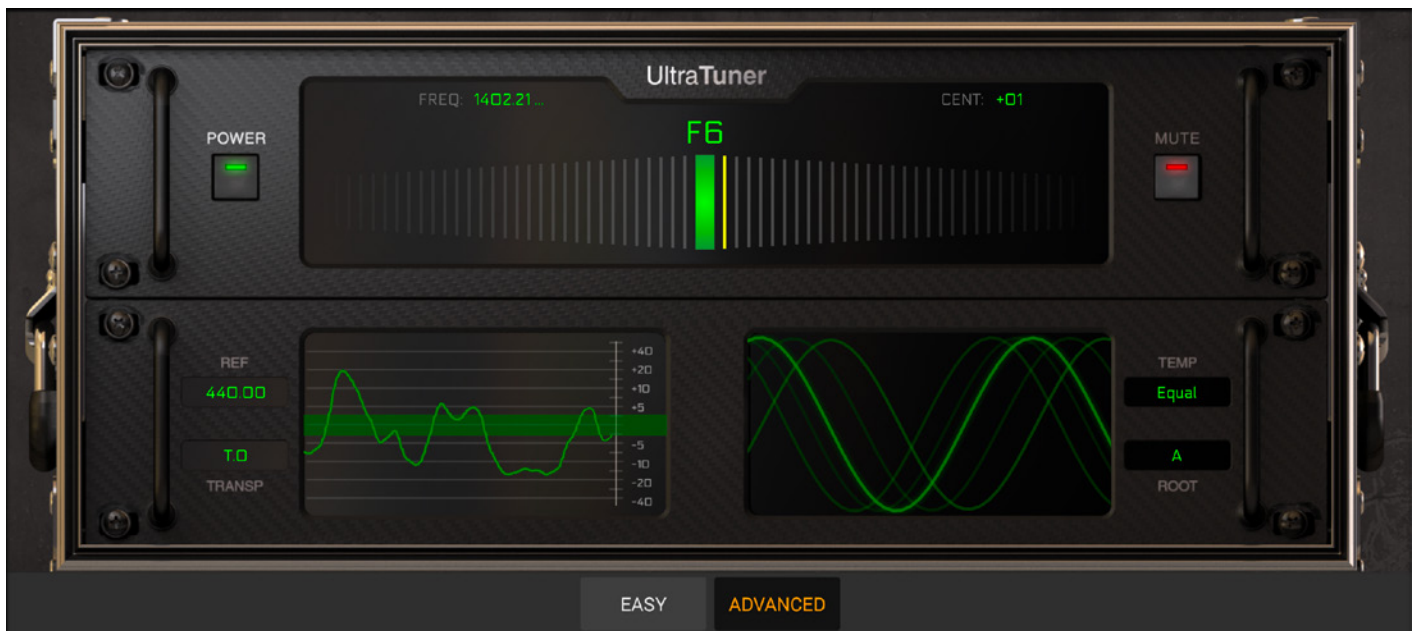 UltraTuner
FREQ: 1402.21...
CENT: +01
F6
POWER
MUTE
REF
440.00
T.0
TRANSP
+40
+20
+10
+5
-5
-10
-20
-40
TEMP
Equal
A
ROOT
EASY
ADVANCED